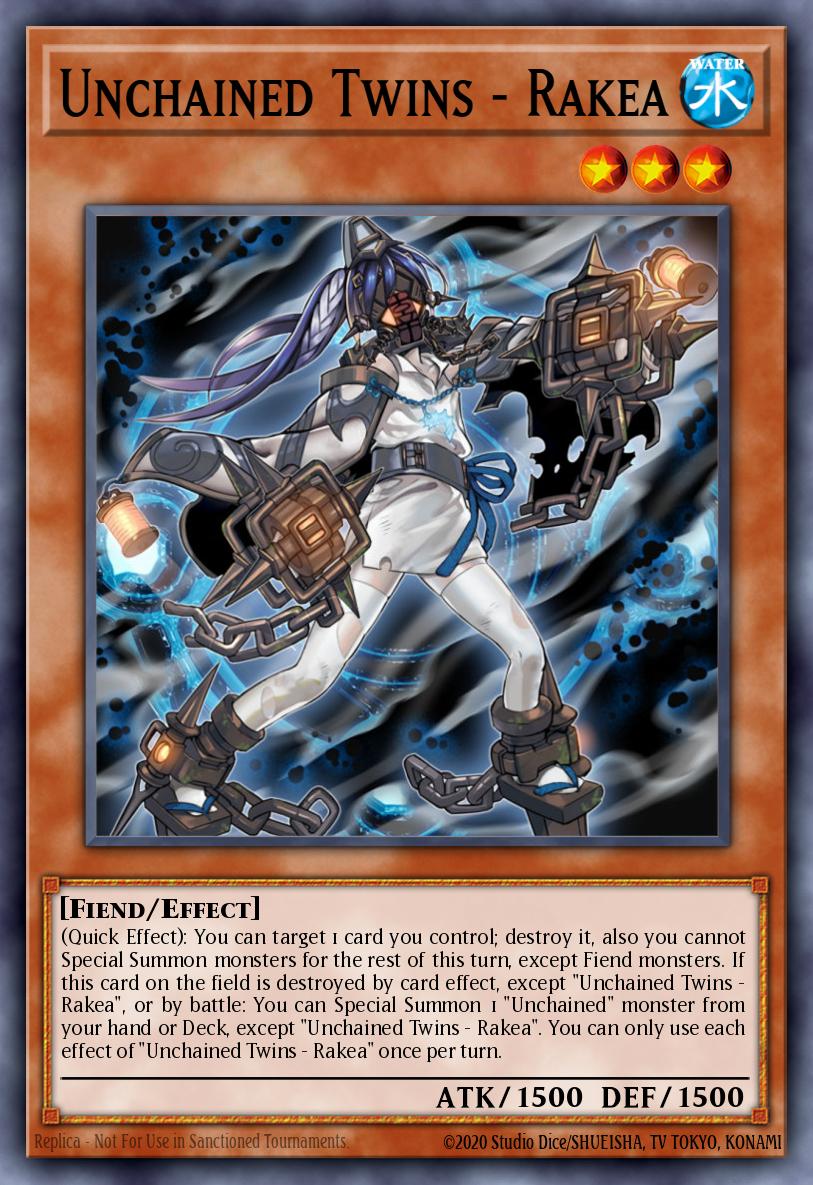 Unchained Twins - Rakea
WATER
水
[Fiend/Effect]
(Quick Effect): You can target 1 card you control; destroy it, also you cannot
Special Summon monsters for the rest of this turn, except Fiend monsters. If
this card on the field is destroyed by card effect, except "Unchained Twins -
Rakea", or by battle: You can Special Summon 1 "Unchained" monster from
your hand or Deck, except "Unchained Twins - Rakea". You can only use each
effect of "Unchained Twins - Rakea" once per turn.
ATK/1500 DEF/1500
Replica - Not For Use in Sanctioned Tournaments.
©2020 Studio Dice/SHUEISHA, TV TOKYO, KONAMI